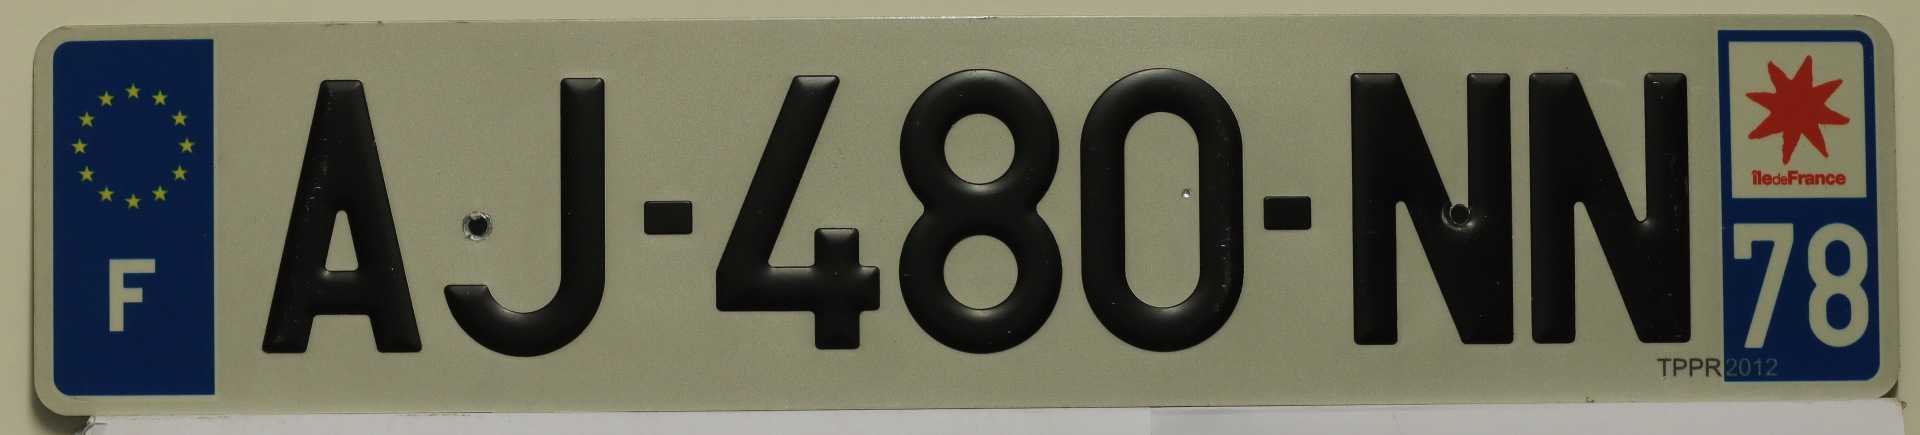 F
AJ-480-NN
îledeFrance
78
TPPR2012